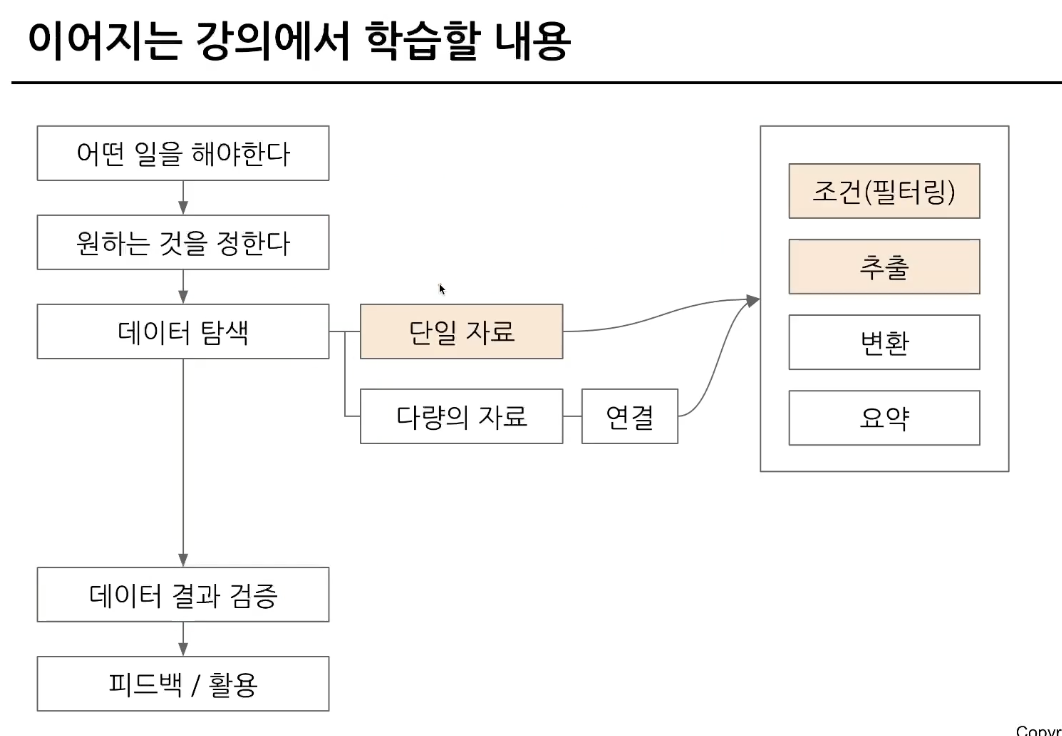 이어지는 강의에서 학습할 내용
어떤 일을 해야한다
원하는 것을 정한다
데이터 탐색
단일 자료
다량의 자료
연결
조건(필터링)
추출
변환
요약
데이터 결과 검증
피드백 / 활용